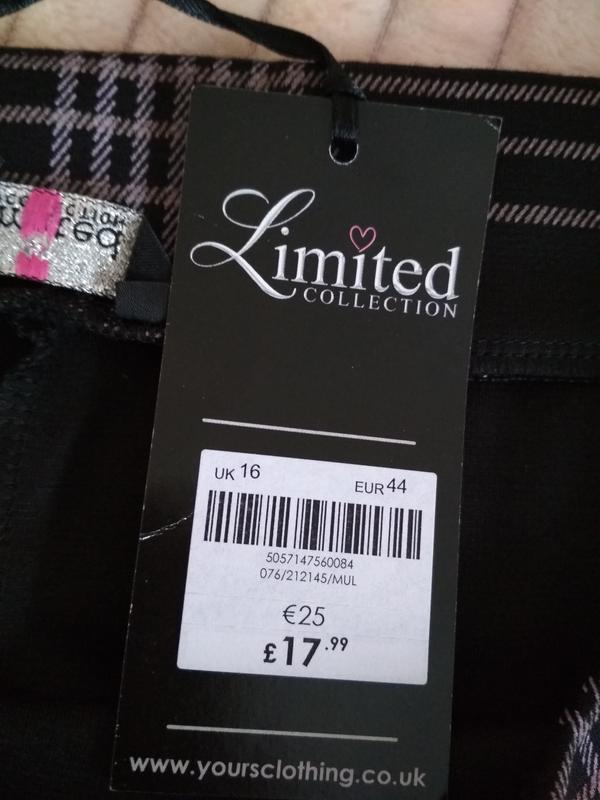 Limited
COLLECTION
UK 16
EUR 44
5057147560084
076/212145/MUL
€25
£17.99
www.yoursclothing.co.uk